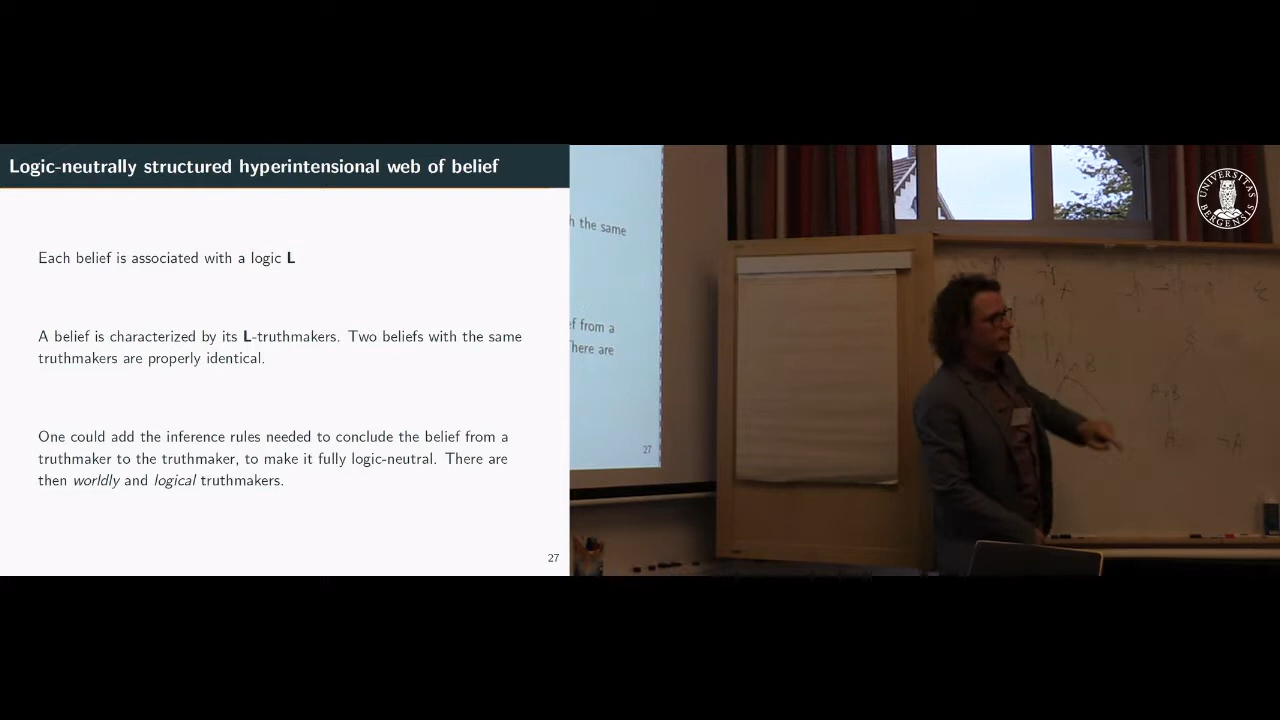 Logic-neutrally structured hyperintensional web of belief
Each belief is associated with a logic L
A belief is characterized by its L-truthmakers. Two beliefs with the same
truthmakers are properly identical.
One could add the inference rules needed to conclude the belief from a
truthmaker to the truthmaker, to make it fully logic-neutral. There are
then worldly and logical truthmakers.
27
h the same
ef from a
There are
27
UNIVERSITAS
BERGENSIS
A
A∧B
A∨B
A
¬A